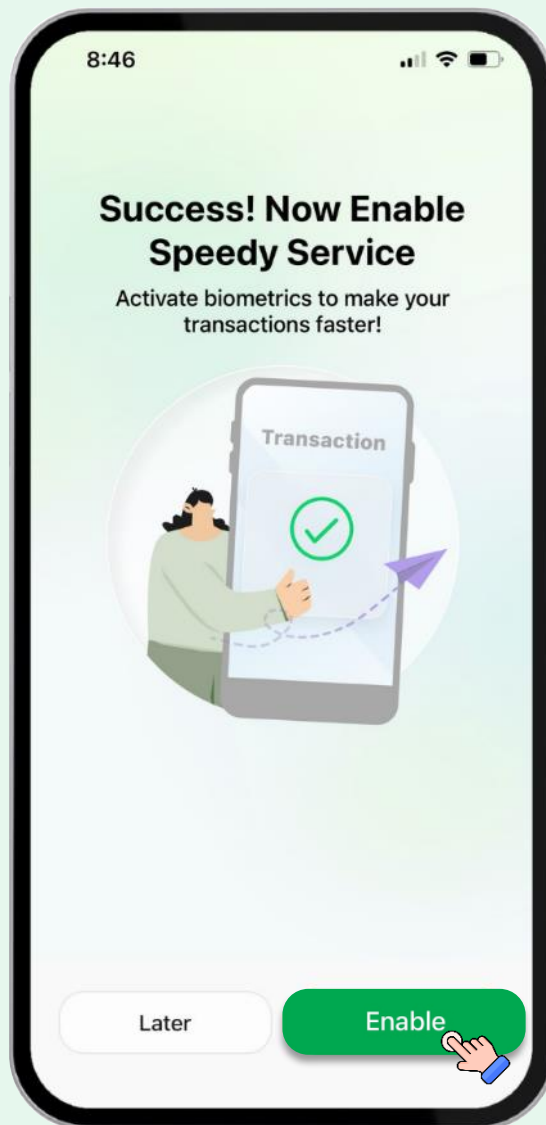 8:46
Success! Now Enable
Speedy Service
Activate biometrics to make your
transactions faster!
Transaction
Later
Enable